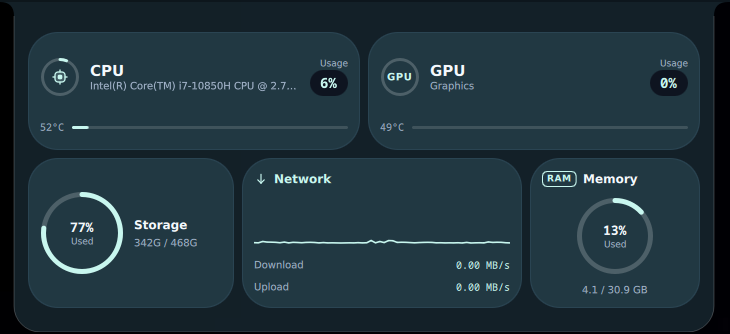 CPU
Intel(R) Core(TM) i7-10850H CPU @ 2.7...
Usage
6%
52°C
GPU
GPU
Graphics
Usage
0%
49°C
77%
Used
Storage
342G / 468G
Network
Download 0.00 MB/s
Upload 0.00 MB/s
RAM Memory
13%
Used
4.1 / 30.9 GB